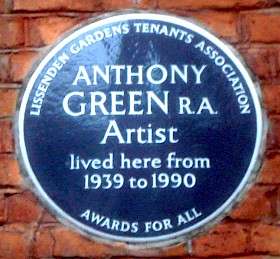 LISSENDEN GARDENS TENANTS ASSOCIATION
ANTHONY
GREEN R.A.
Artist
lived here from
1939 to 1990
AWARDS FOR ALL